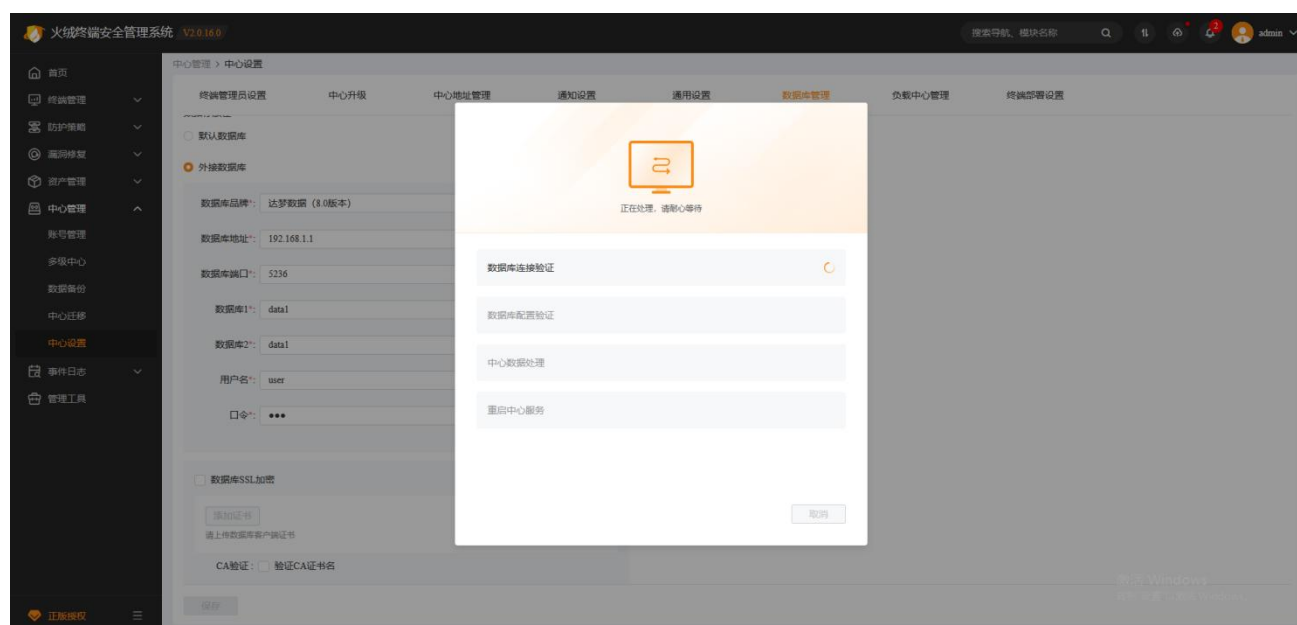 火绒终端安全管理系统 V2.0.16.0
搜索导航、模块名称
2
admin
首页
终端管理
防护策略
漏洞修复
资产管理
中心管理
账号管理
多级中心
数据备份
中心迁移
中心设置
事件日志
管理工具
正版授权
中心管理 > 中心设置
终端管理员设置 中心升级 中心地址管理 通知设置 通用设置 数据库管理 负载中心管理 终端部署设置
默认数据库
外接数据库
数据库品牌*: 达梦数据 (8.0版本)
数据库地址*: 192.168.1.1
数据库端口*: 5236
数据库1*: data1
数据库2*: data1
用户名*: user
口令*: ●●●
数据库SSL加密
添加证书
请上传数据库客户端证书
CA验证: 验证CA证书名
保存
正在处理，请耐心等待
数据库连接验证
数据库配置验证
中心数据处理
重启中心服务
取消
激活 Windows